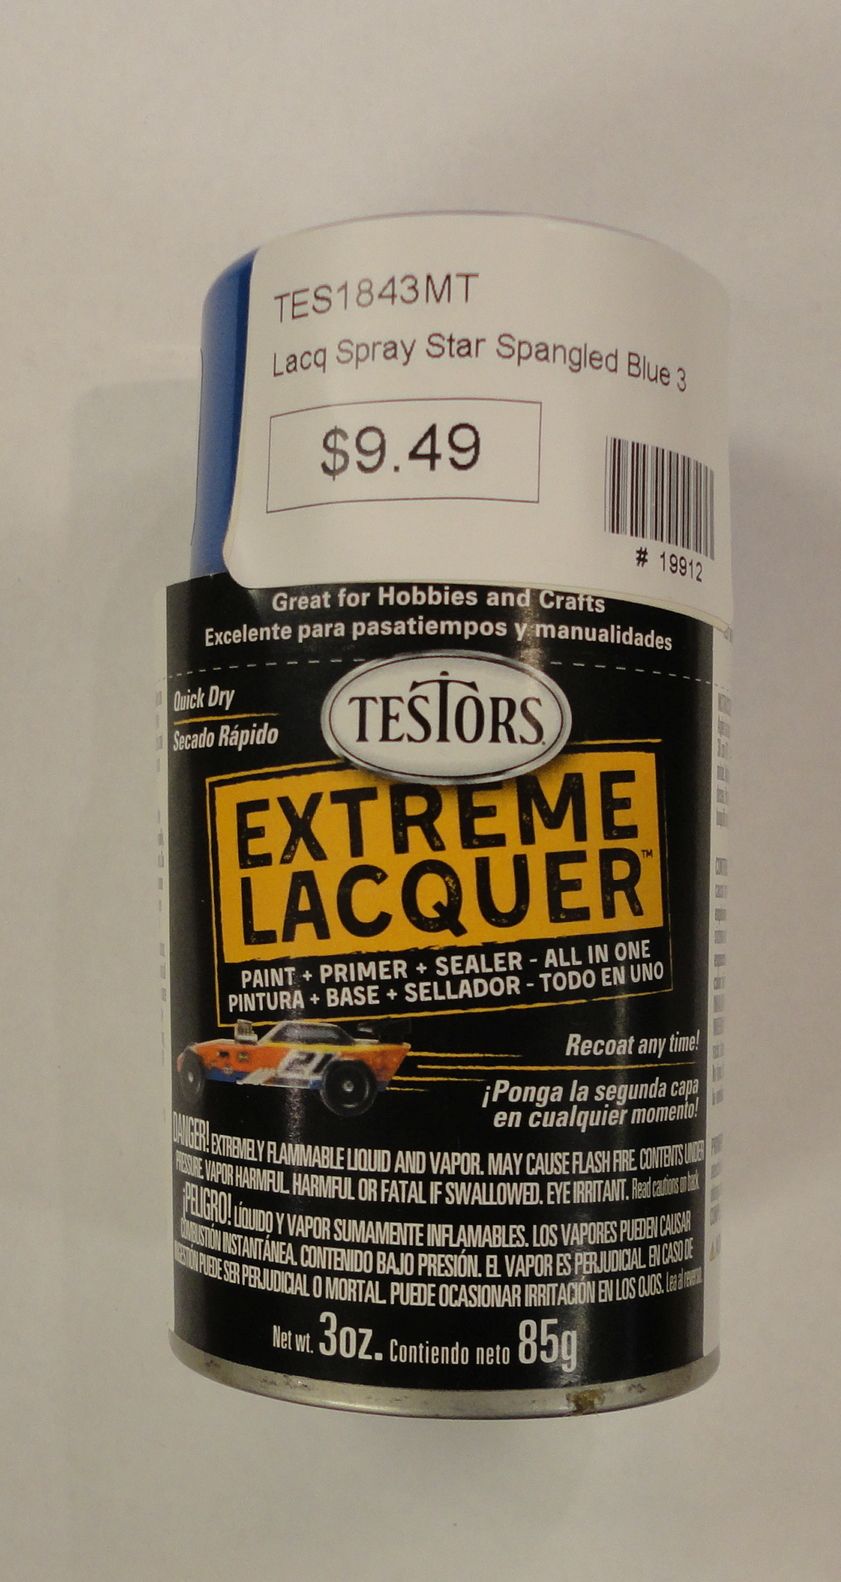 TES1843MT
Lacq Spray Star Spangled Blue 3
$9.49
# 19912
Great for Hobbies and Crafts
Excelente para pasatiempos y manualidades
Quick Dry
Secado Rápido
TESTORS
EXTREME
LACQUER™
PAINT + PRIMER + SEALER - ALL IN ONE
PINTURA + BASE + SELLADOR - TODO EN UNO
21
Recoat any time!
¡Ponga la segunda capa
en cualquier momento!
DANGER! EXTREMELY FLAMMABLE LIQUID AND VAPOR. MAY CAUSE FLASH FIRE. CONTENTS UNDER
PRESSURE. VAPOR HARMFUL. HARMFUL OR FATAL IF SWALLOWED. EYE IRRITANT. Read cautions on back
¡PELIGRO! LÍQUIDO Y VAPOR SUMAMENTE INFLAMABLES. LOS VAPORES PUEDEN CAUSAR
COMBUSTIÓN INSTANTÁNEA. CONTENIDO BAJO PRESIÓN. EL VAPOR ES PERJUDICIAL. EN CASO DE
INGESTIÓN PUEDE SER PERJUDICIAL O MORTAL. PUEDE OCASIONAR IRRITACIÓN EN LOS OJOS. Lea al reverso.
Net wt. 3oz. Contiendo neto 85g